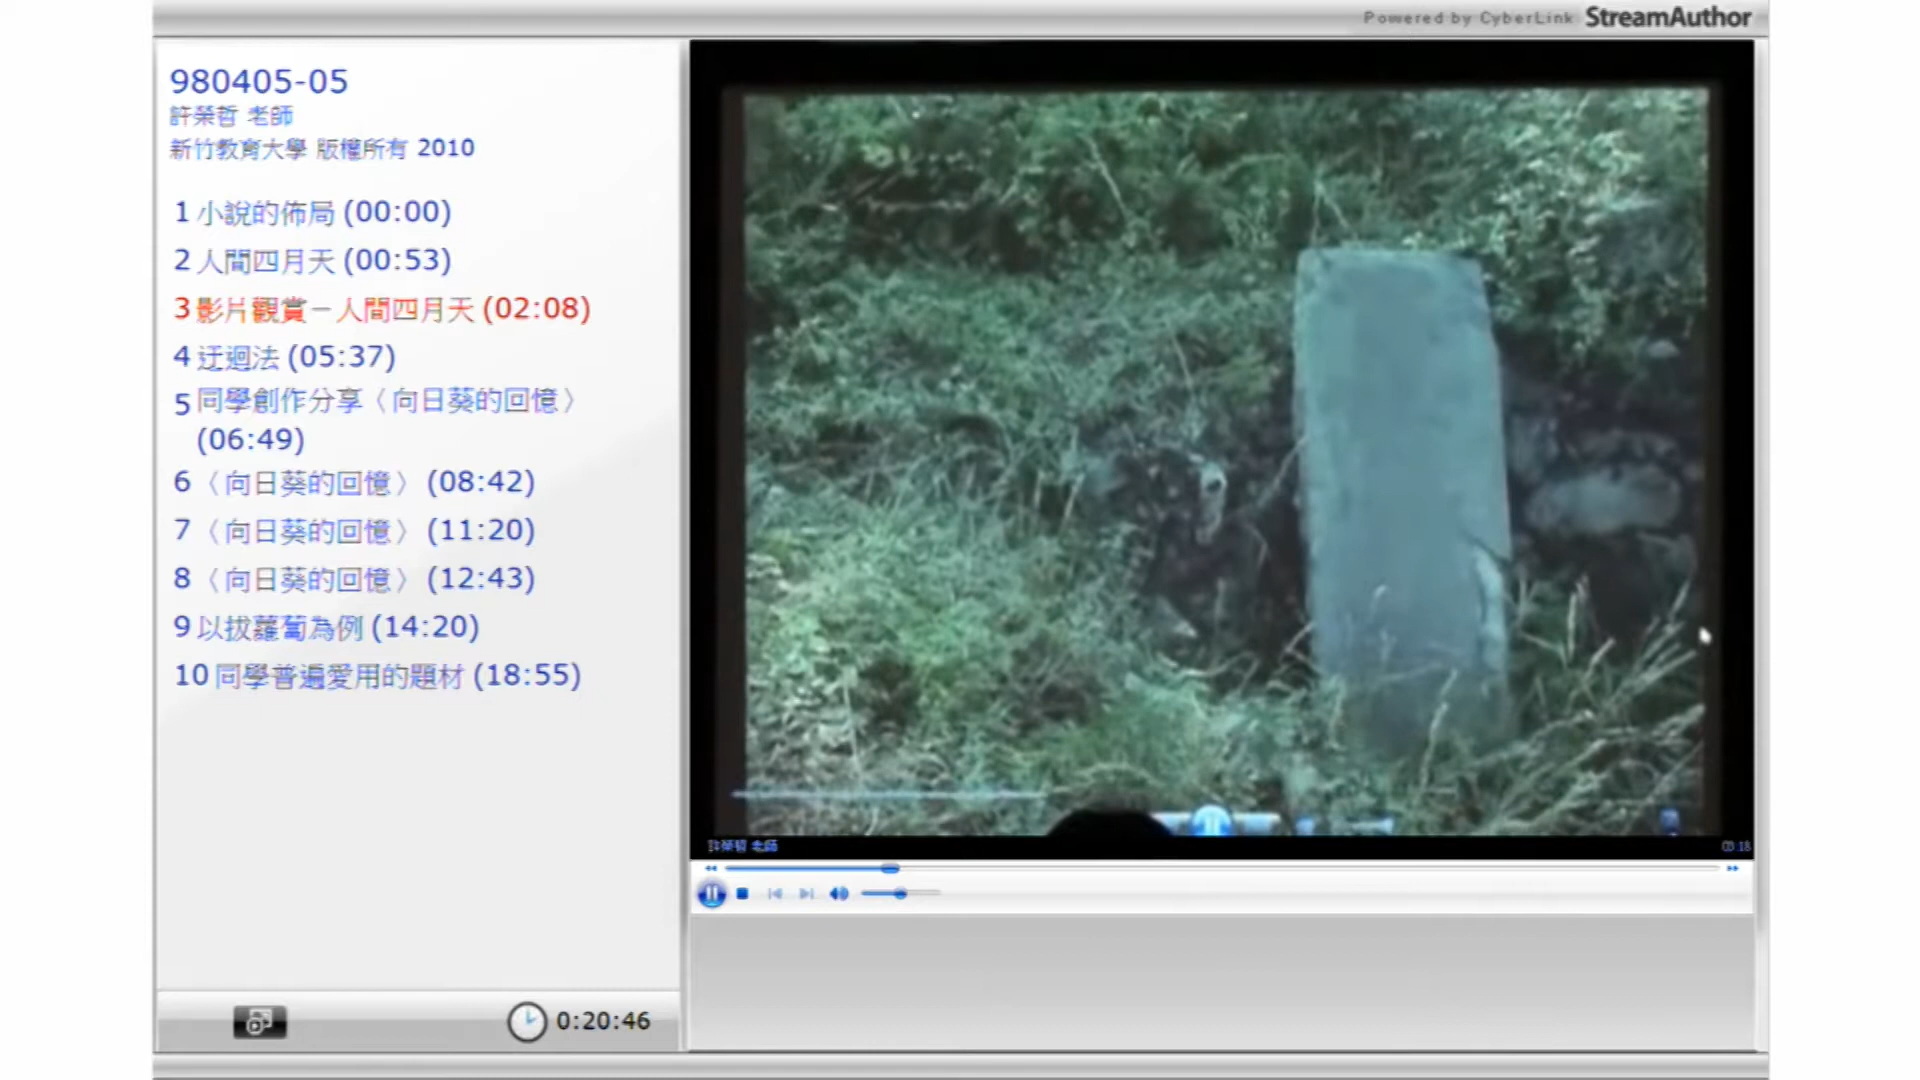 Powered by CyberLink StreamAuthor
980405-05
許榮哲 老師
新竹教育大學 版權所有 2010
1 小說的佈局 (00:00)
2 人間四月天 (00:53)
3 影片觀賞－人間四月天 (02:08)
4 迂迴法 (05:37)
5 同學創作分享〈向日葵的回憶〉
(06:49)
6 〈向日葵的回憶〉 (08:42)
7 〈向日葵的回憶〉 (11:20)
8 〈向日葵的回憶〉 (12:43)
9 以拔蘿蔔為例 (14:20)
10 同學普遍愛用的題材 (18:55)
許榮哲 老師
0:20:46